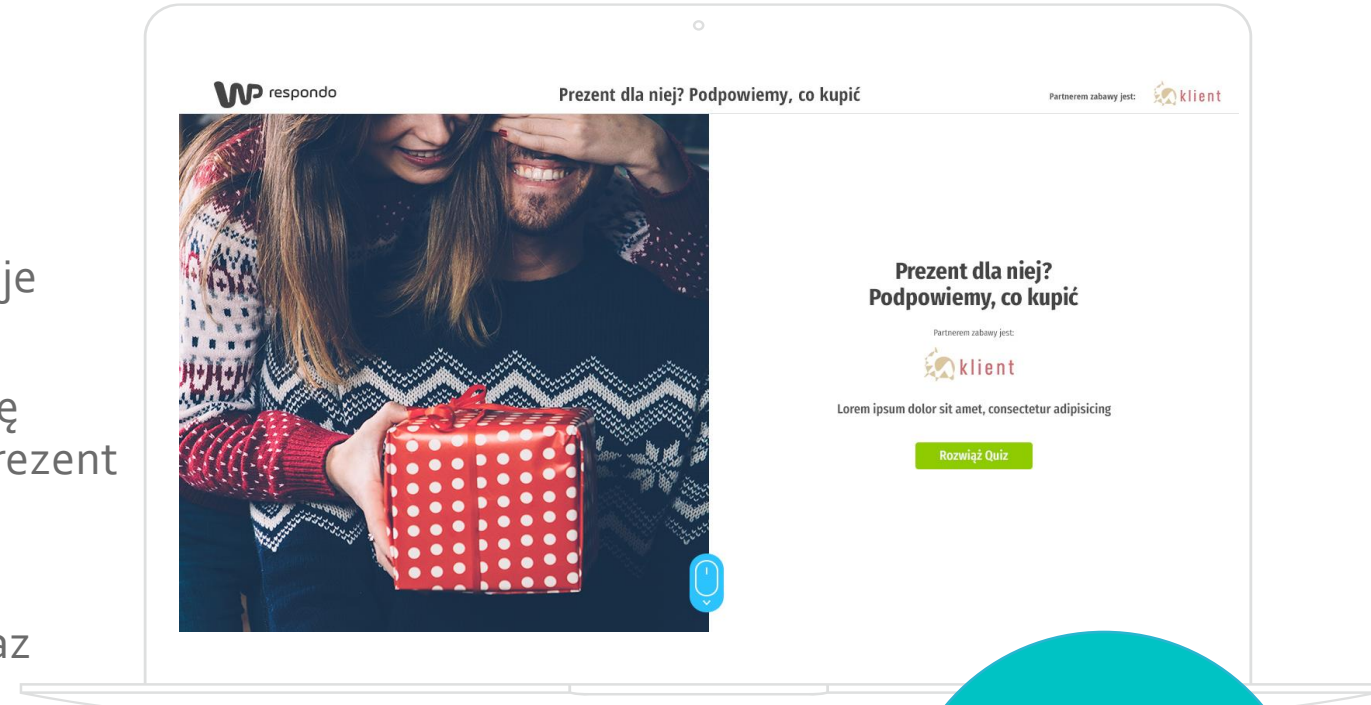 WP respondo
Prezent dla niej? Podpowiemy, co kupić
Partnerem zabawy jest:
klient
Prezent dla niej?
Podpowiemy, co kupić
Partnerem zabawy jest:
klient
Lorem ipsum dolor sit amet, consectetur adipisicing
Rozwiąż Quiz
je
ę
rezent
az